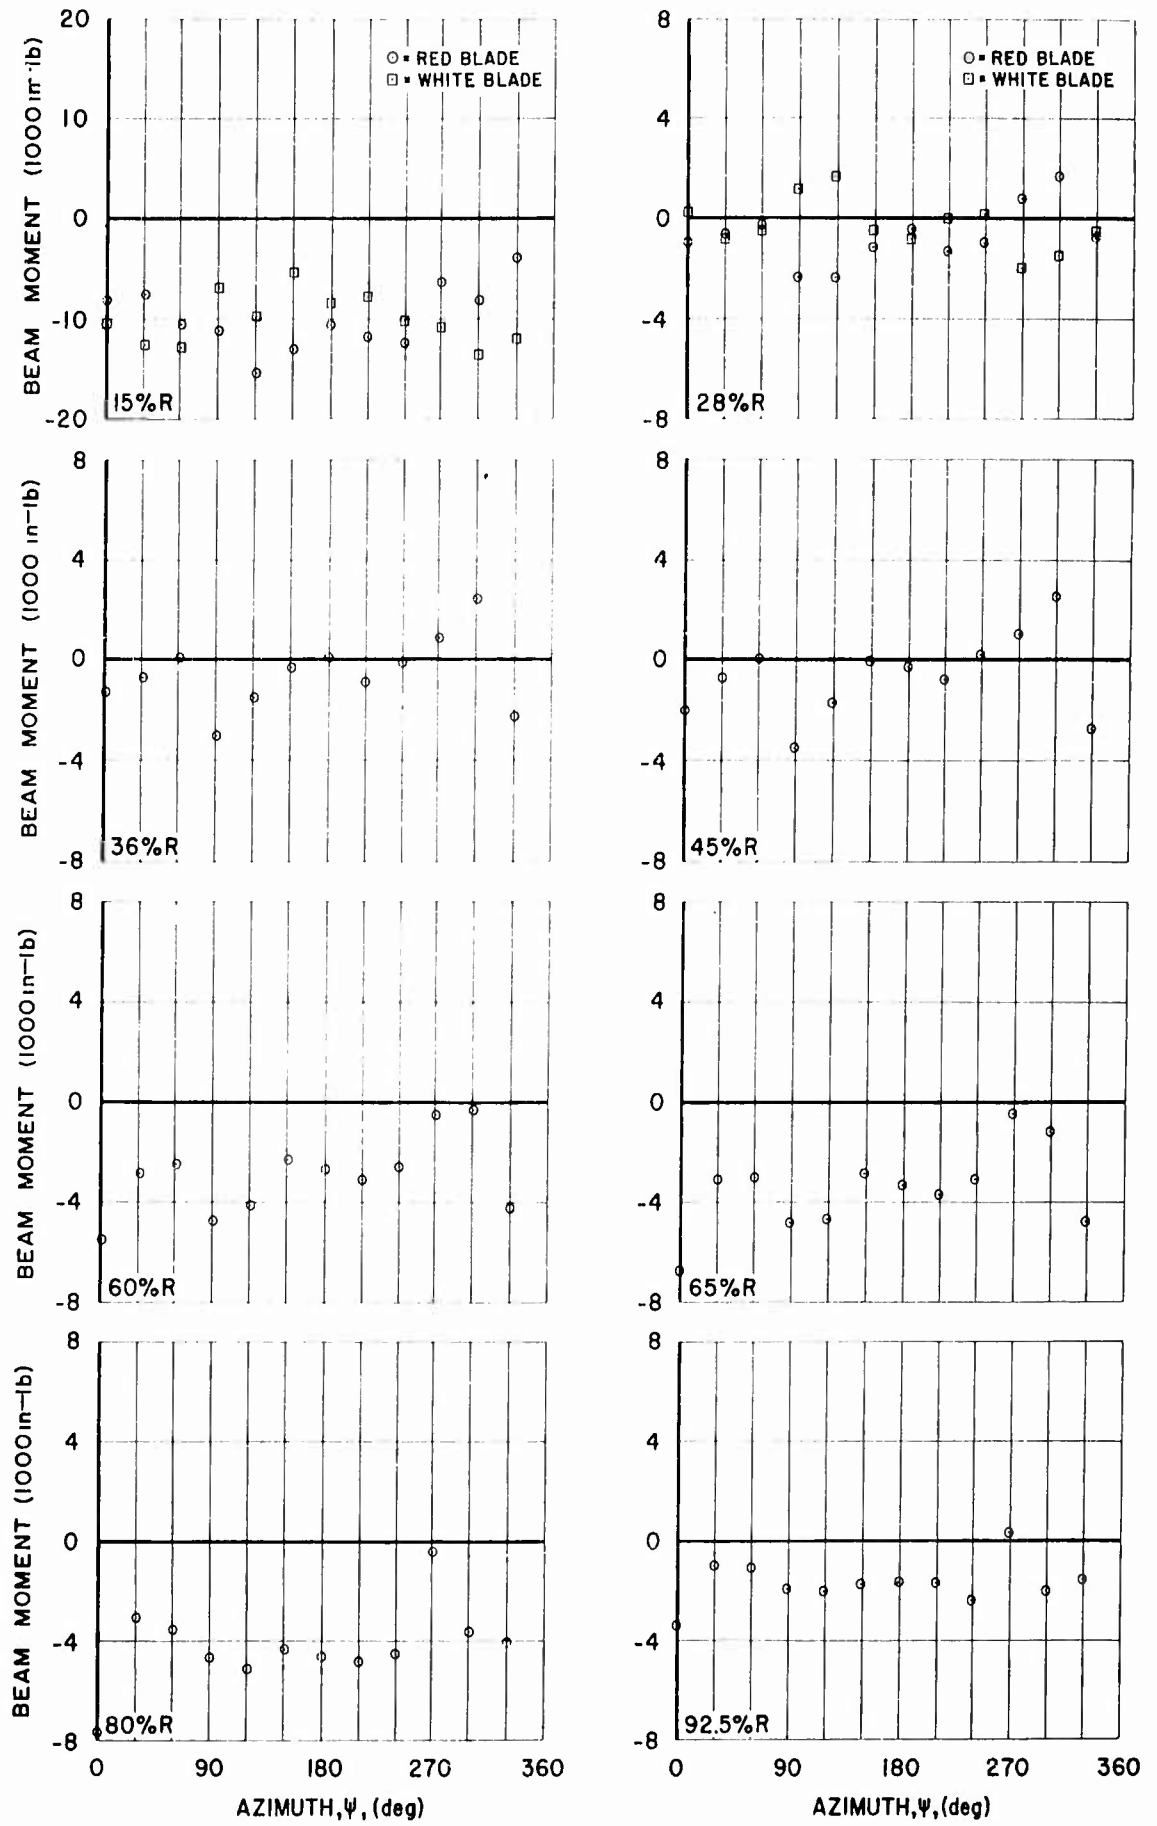 20
10
0
-10
-20
BEAM MOMENT (1000 in-lb)
⊙ = RED BLADE
⊡ = WHITE BLADE
15%R
8
4
0
-4
-8
⊙ = RED BLADE
⊡ = WHITE BLADE
28%R
8
4
0
-4
-8
BEAM MOMENT (1000 in-lb)
36%R
8
4
0
-4
-8
45%R
8
4
0
-4
-8
BEAM MOMENT (1000 in-lb)
60%R
8
4
0
-4
-8
65%R
8
4
0
-4
-8
BEAM MOMENT (1000 in-lb)
80%R
0 90 180 270 360
AZIMUTH,Ψ, (deg)
8
4
0
-4
-8
92.5%R
0 90 180 270 360
AZIMUTH,Ψ, (deg)